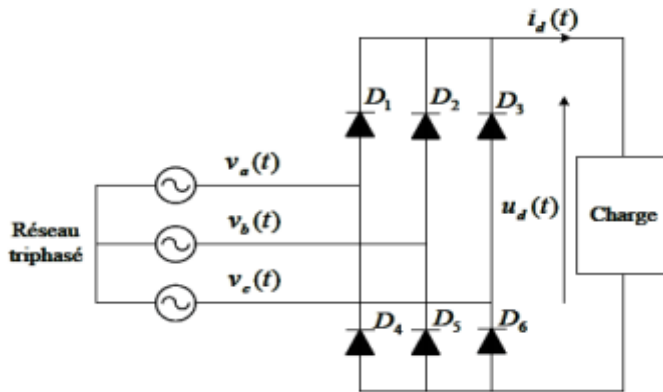 i_d(t)
D_1
D_2
D_3
v_a(t)
Réseau
triphasé
v_b(t)
u_d(t)
Charge
v_c(t)
D_4
D_5
D_6